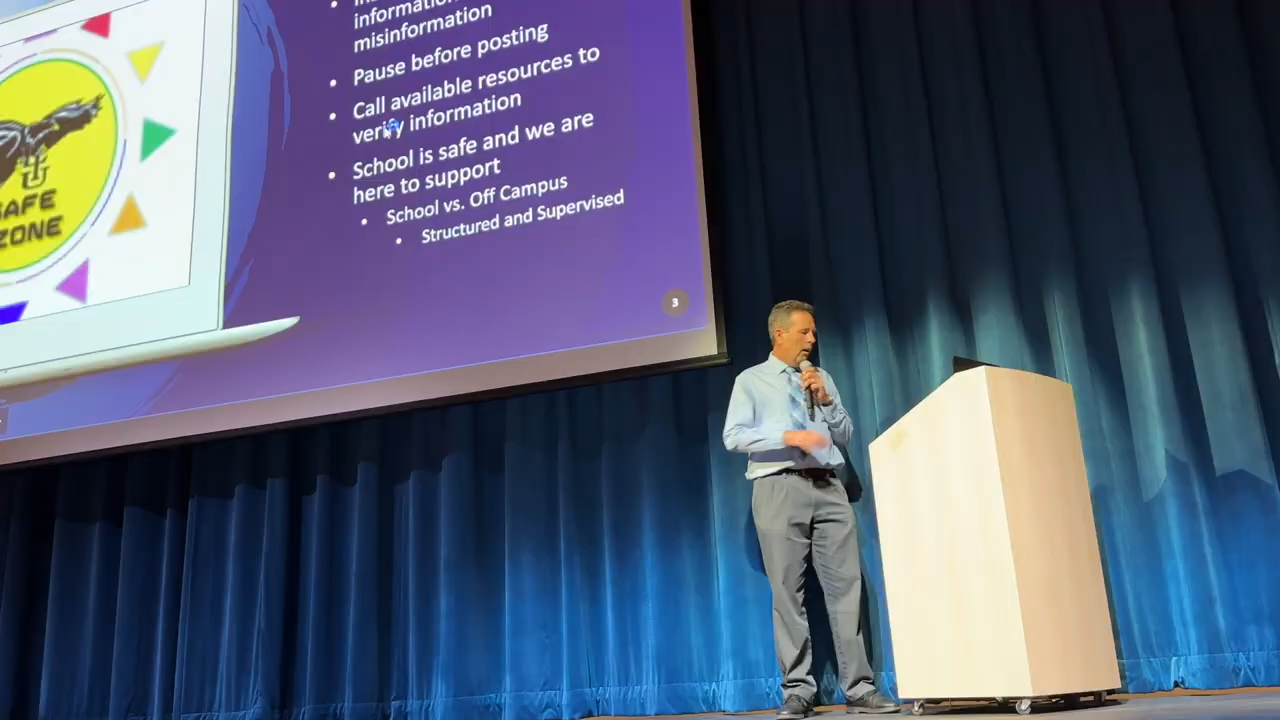 information
misinformation
Pause before posting
Call available resources to
verify information
School is safe and we are
here to support
School vs. Off Campus
Structured and Supervised
3
SAFE
ZONE